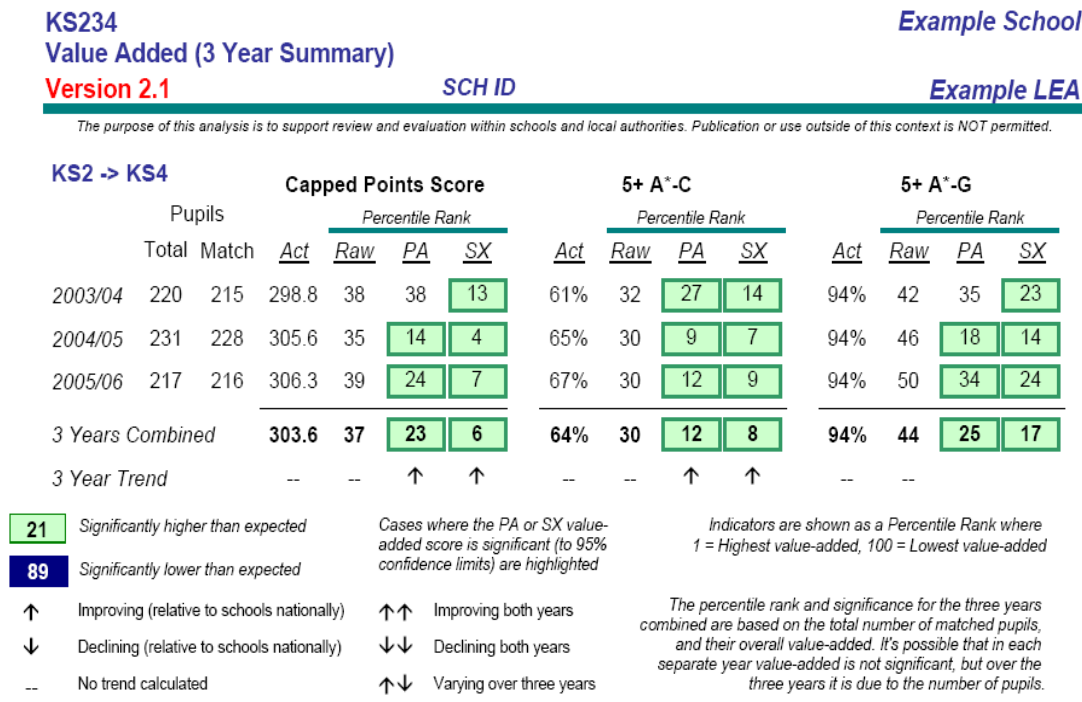 KS234
Example School
Value Added (3 Year Summary)
Version 2.1
SCH ID
Example LEA
The purpose of this analysis is to support review and evaluation within schools and local authorities. Publication or use outside of this context is NOT permitted.
KS2 -> KS4
Capped Points Score 5+ A*-C 5+ A*-G
Pupils Percentile Rank Percentile Rank Percentile Rank
Total Match Act Raw PA SX Act Raw PA SX Act Raw PA SX
2003/04 220 215 298.8 38 38 13 61% 32 27 14 94% 42 35 23
2004/05 231 228 305.6 35 14 4 65% 30 9 7 94% 46 18 14
2005/06 217 216 306.3 39 24 7 67% 30 12 9 94% 50 34 24
3 Years Combined 303.6 37 23 6 64% 30 12 8 94% 44 25 17
3 Year Trend -- -- ↑ ↑ -- -- ↑ ↑ -- --
21 Significantly higher than expected
89 Significantly lower than expected
↑ Improving (relative to schools nationally)
↓ Declining (relative to schools nationally)
-- No trend calculated
Cases where the PA or SX value-
added score is significant (to 95%
confidence limits) are highlighted
↑↑ Improving both years
↓↓ Declining both years
↑↓ Varying over three years
Indicators are shown as a Percentile Rank where
1 = Highest value-added, 100 = Lowest value-added
The percentile rank and significance for the three years
combined are based on the total number of matched pupils,
and their overall value-added. It's possible that in each
separate year value-added is not significant, but over the
three years it is due to the number of pupils.